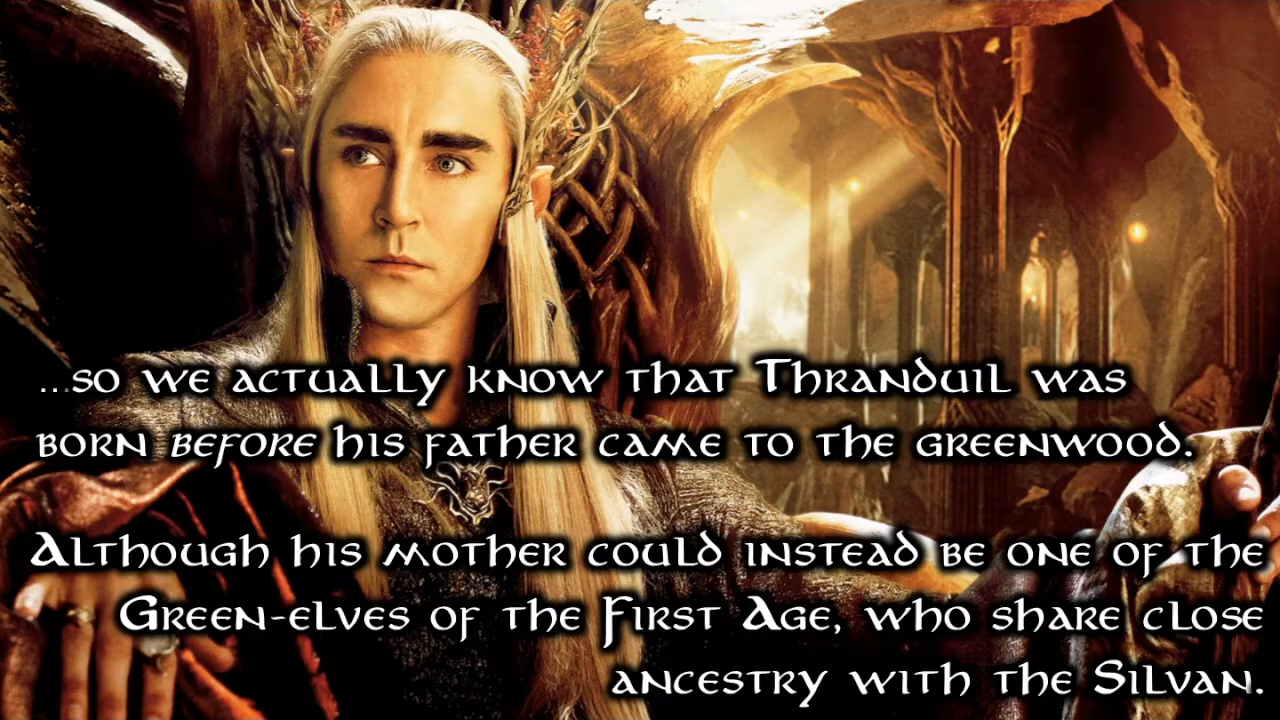 ...so we actually know that Thranduil was
born before his father came to the greenwood.
Although his mother could instead be one of the
Green-elves of the First Age, who share close
ancestry with the Silvan.